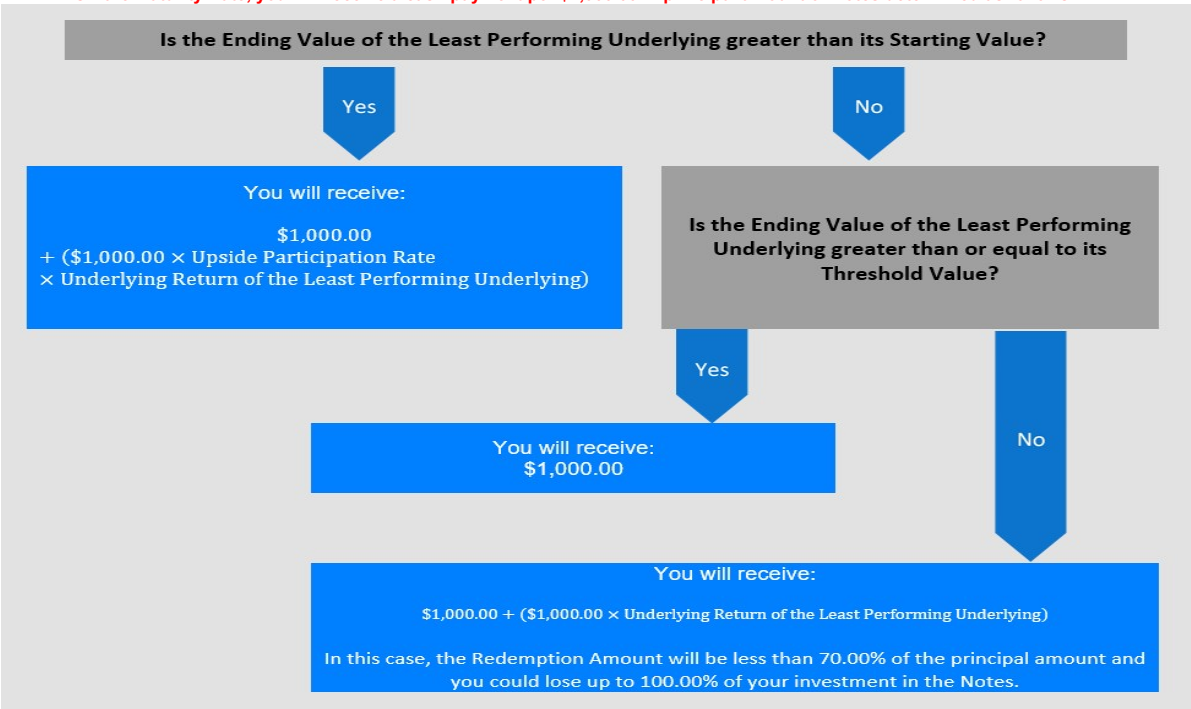 Is the Ending Value of the Least Performing Underlying greater than its Starting Value?
Yes
No
You will receive:
$1,000.00
+ ($1,000.00 × Upside Participation Rate
× Underlying Return of the Least Performing Underlying)
Is the Ending Value of the Least Performing
Underlying greater than or equal to its
Threshold Value?
Yes
You will receive:
$1,000.00
No
You will receive:
$1,000.00 + ($1,000.00 × Underlying Return of the Least Performing Underlying)
In this case, the Redemption Amount will be less than 70.00% of the principal amount and
you could lose up to 100.00% of your investment in the Notes.